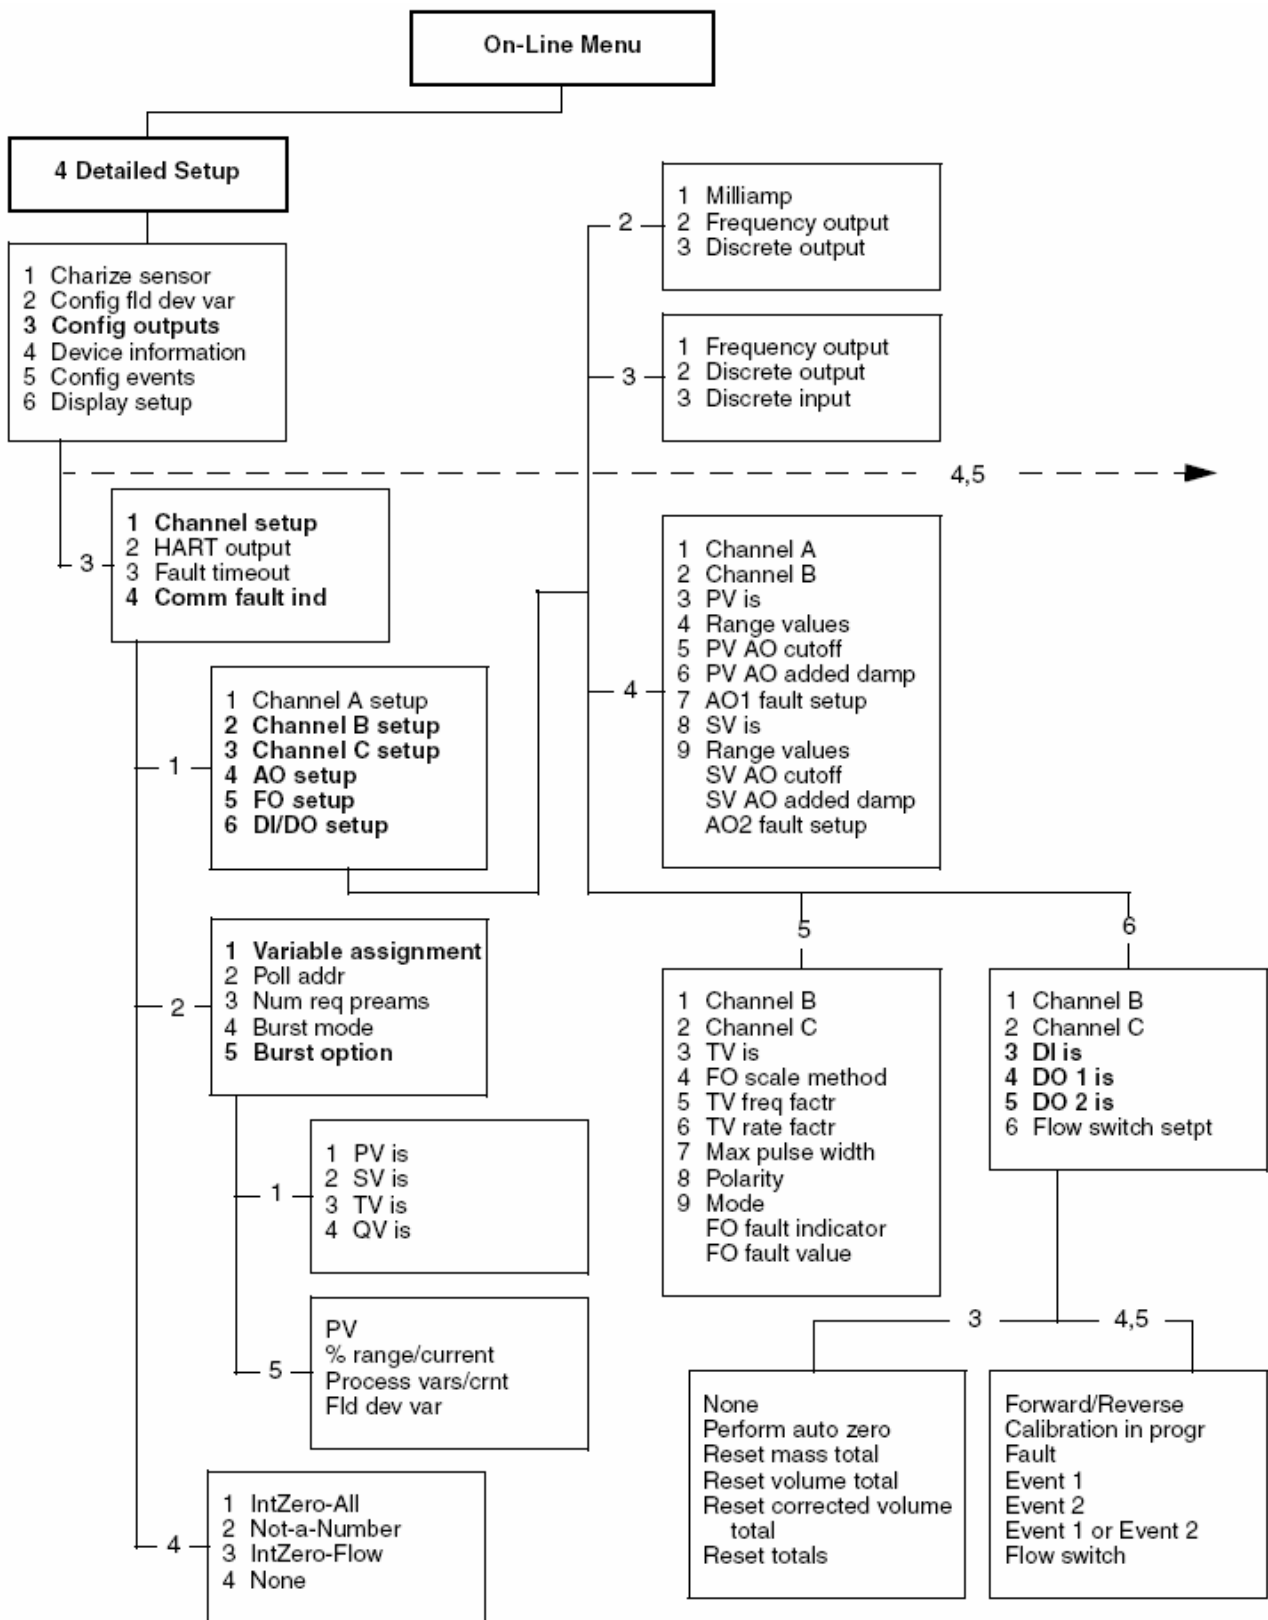 On-Line Menu
4 Detailed Setup
1 Charize sensor
2 Config fld dev var
3 Config outputs
4 Device information
5 Config events
6 Display setup
2
1 Milliamp
2 Frequency output
3 Discrete output
3
1 Frequency output
2 Discrete output
3 Discrete input
4,5
3
1 Channel setup
2 HART output
3 Fault timeout
4 Comm fault ind
4
1 Channel A
2 Channel B
3 PV is
4 Range values
5 PV AO cutoff
6 PV AO added damp
7 AO1 fault setup
8 SV is
9 Range values
SV AO cutoff
SV AO added damp
AO2 fault setup
1
1 Channel A setup
2 Channel B setup
3 Channel C setup
4 AO setup
5 FO setup
6 DI/DO setup
2
1 Variable assignment
2 Poll addr
3 Num req preams
4 Burst mode
5 Burst option
5
1 Channel B
2 Channel C
3 TV is
4 FO scale method
5 TV freq factr
6 TV rate factr
7 Max pulse width
8 Polarity
9 Mode
FO fault indicator
FO fault value
6
1 Channel B
2 Channel C
3 DI is
4 DO 1 is
5 DO 2 is
6 Flow switch setpt
1
1 PV is
2 SV is
3 TV is
4 QV is
5
PV
% range/current
Process vars/crnt
Fld dev var
3
None
Perform auto zero
Reset mass total
Reset volume total
Reset corrected volume
total
Reset totals
4,5
Forward/Reverse
Calibration in progr
Fault
Event 1
Event 2
Event 1 or Event 2
Flow switch
4
1 IntZero-All
2 Not-a-Number
3 IntZero-Flow
4 None